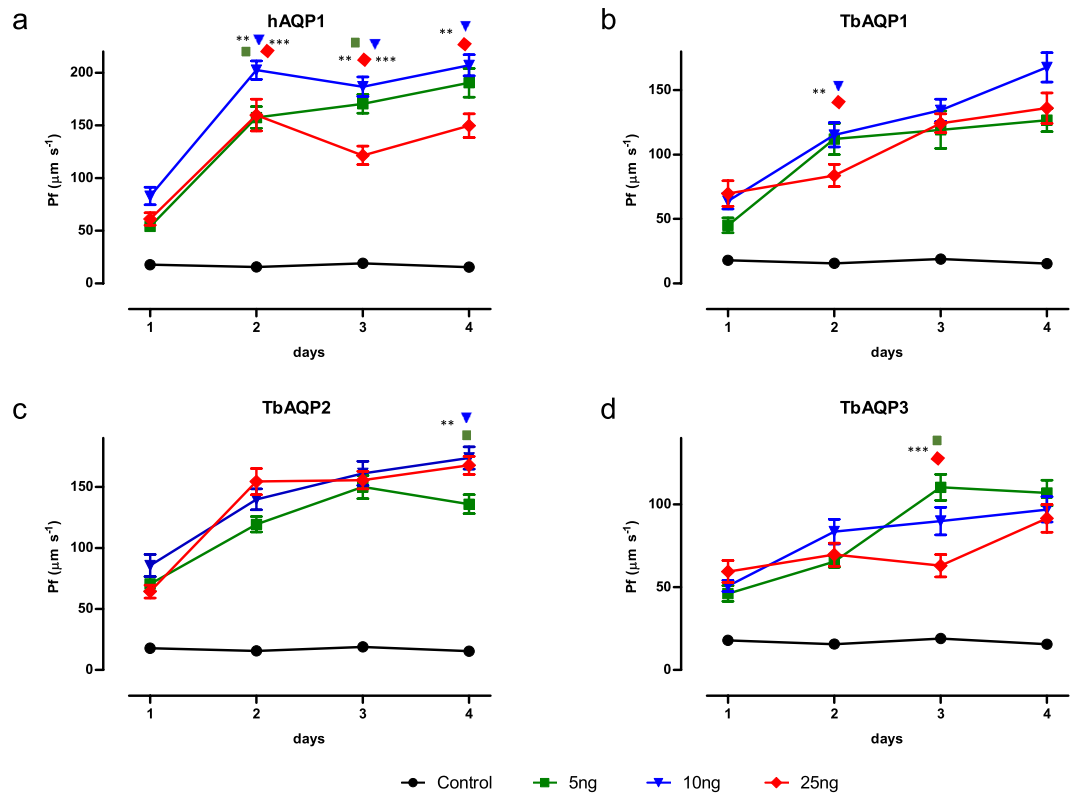 a
hAQP1
** ***
** ***
**
200
150
100
50
0
Pf (μm s-1)
1 2 3 4
days
b
TbAQP1
**
150
100
50
0
Pf (μm s-1)
1 2 3 4
days
c
TbAQP2
**
150
100
50
0
Pf (μm s-1)
1 2 3 4
days
d
TbAQP3
***
100
50
0
Pf (μm s-1)
1 2 3 4
days
Control 5ng 10ng 25ng